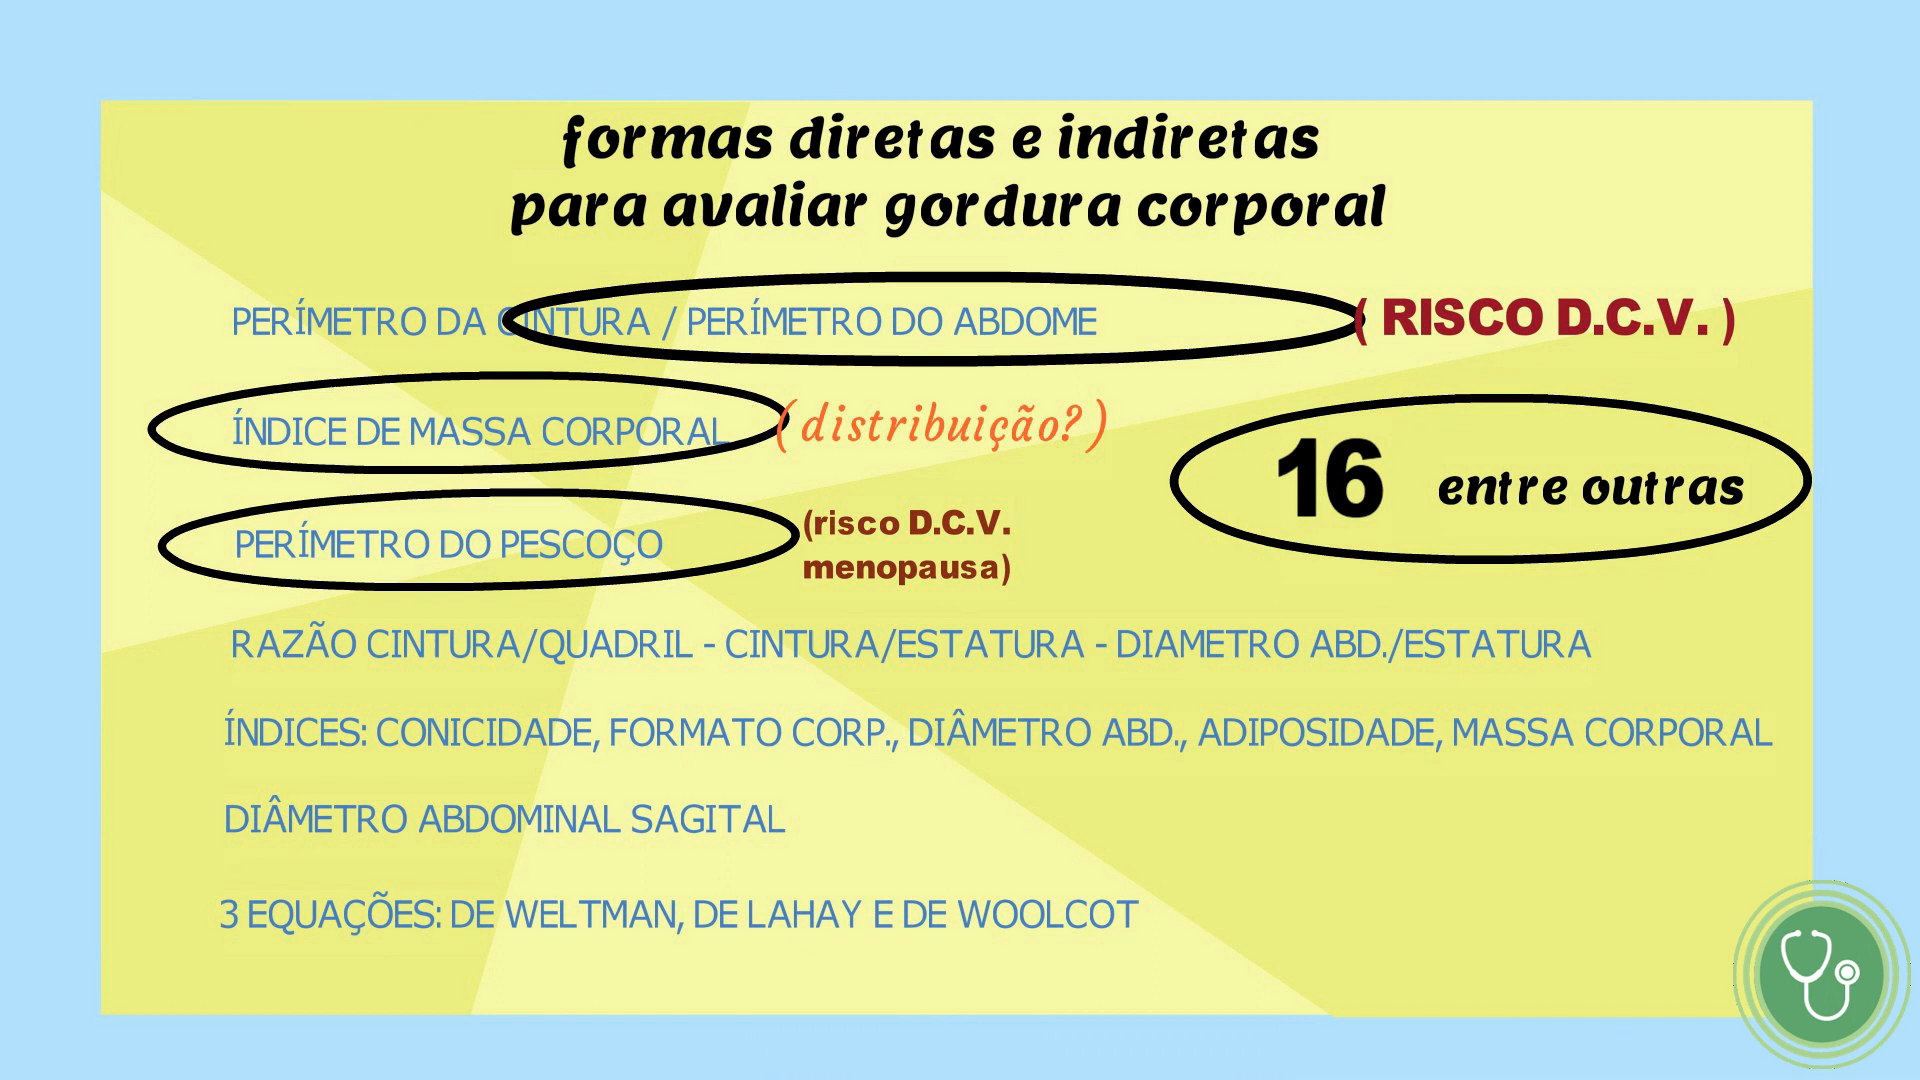 formas diretas e indiretas
para avaliar gordura corporal
PERÍMETRO DA CINTURA / PERÍMETRO DO ABDOME ( RISCO D.C.V. )
ÍNDICE DE MASSA CORPORAL ( distribuição? )
16 entre outras
PERÍMETRO DO PESCOÇO (risco D.C.V.
menopausa)
RAZÃO CINTURA/QUADRIL - CINTURA/ESTATURA - DIAMETRO ABD./ESTATURA
ÍNDICES: CONICIDADE, FORMATO CORP., DIÂMETRO ABD., ADIPOSIDADE, MASSA CORPORAL
DIÂMETRO ABDOMINAL SAGITAL
3 EQUAÇÕES: DE WELTMAN, DE LAHAY E DE WOOLCOT